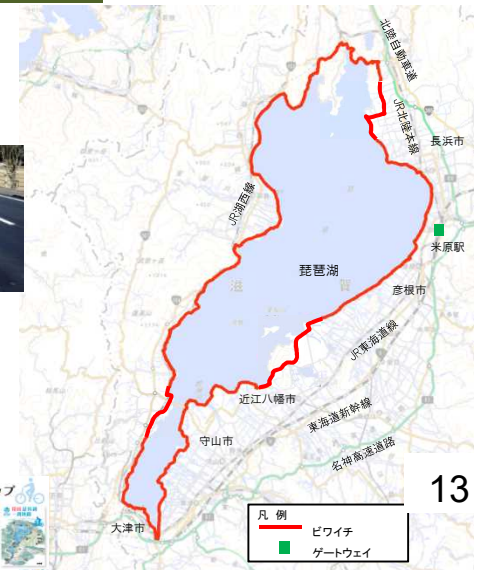 北陸自動車道
JR北陸本線
長浜市
JR湖西線
米原駅
琵琶湖
彦根市
滋
賀
JR東海道線
近江八幡市
東海道新幹線
守山市
名神高速道路
大津市
ップ
13
凡 例
ビワイチ
ゲートウェイ